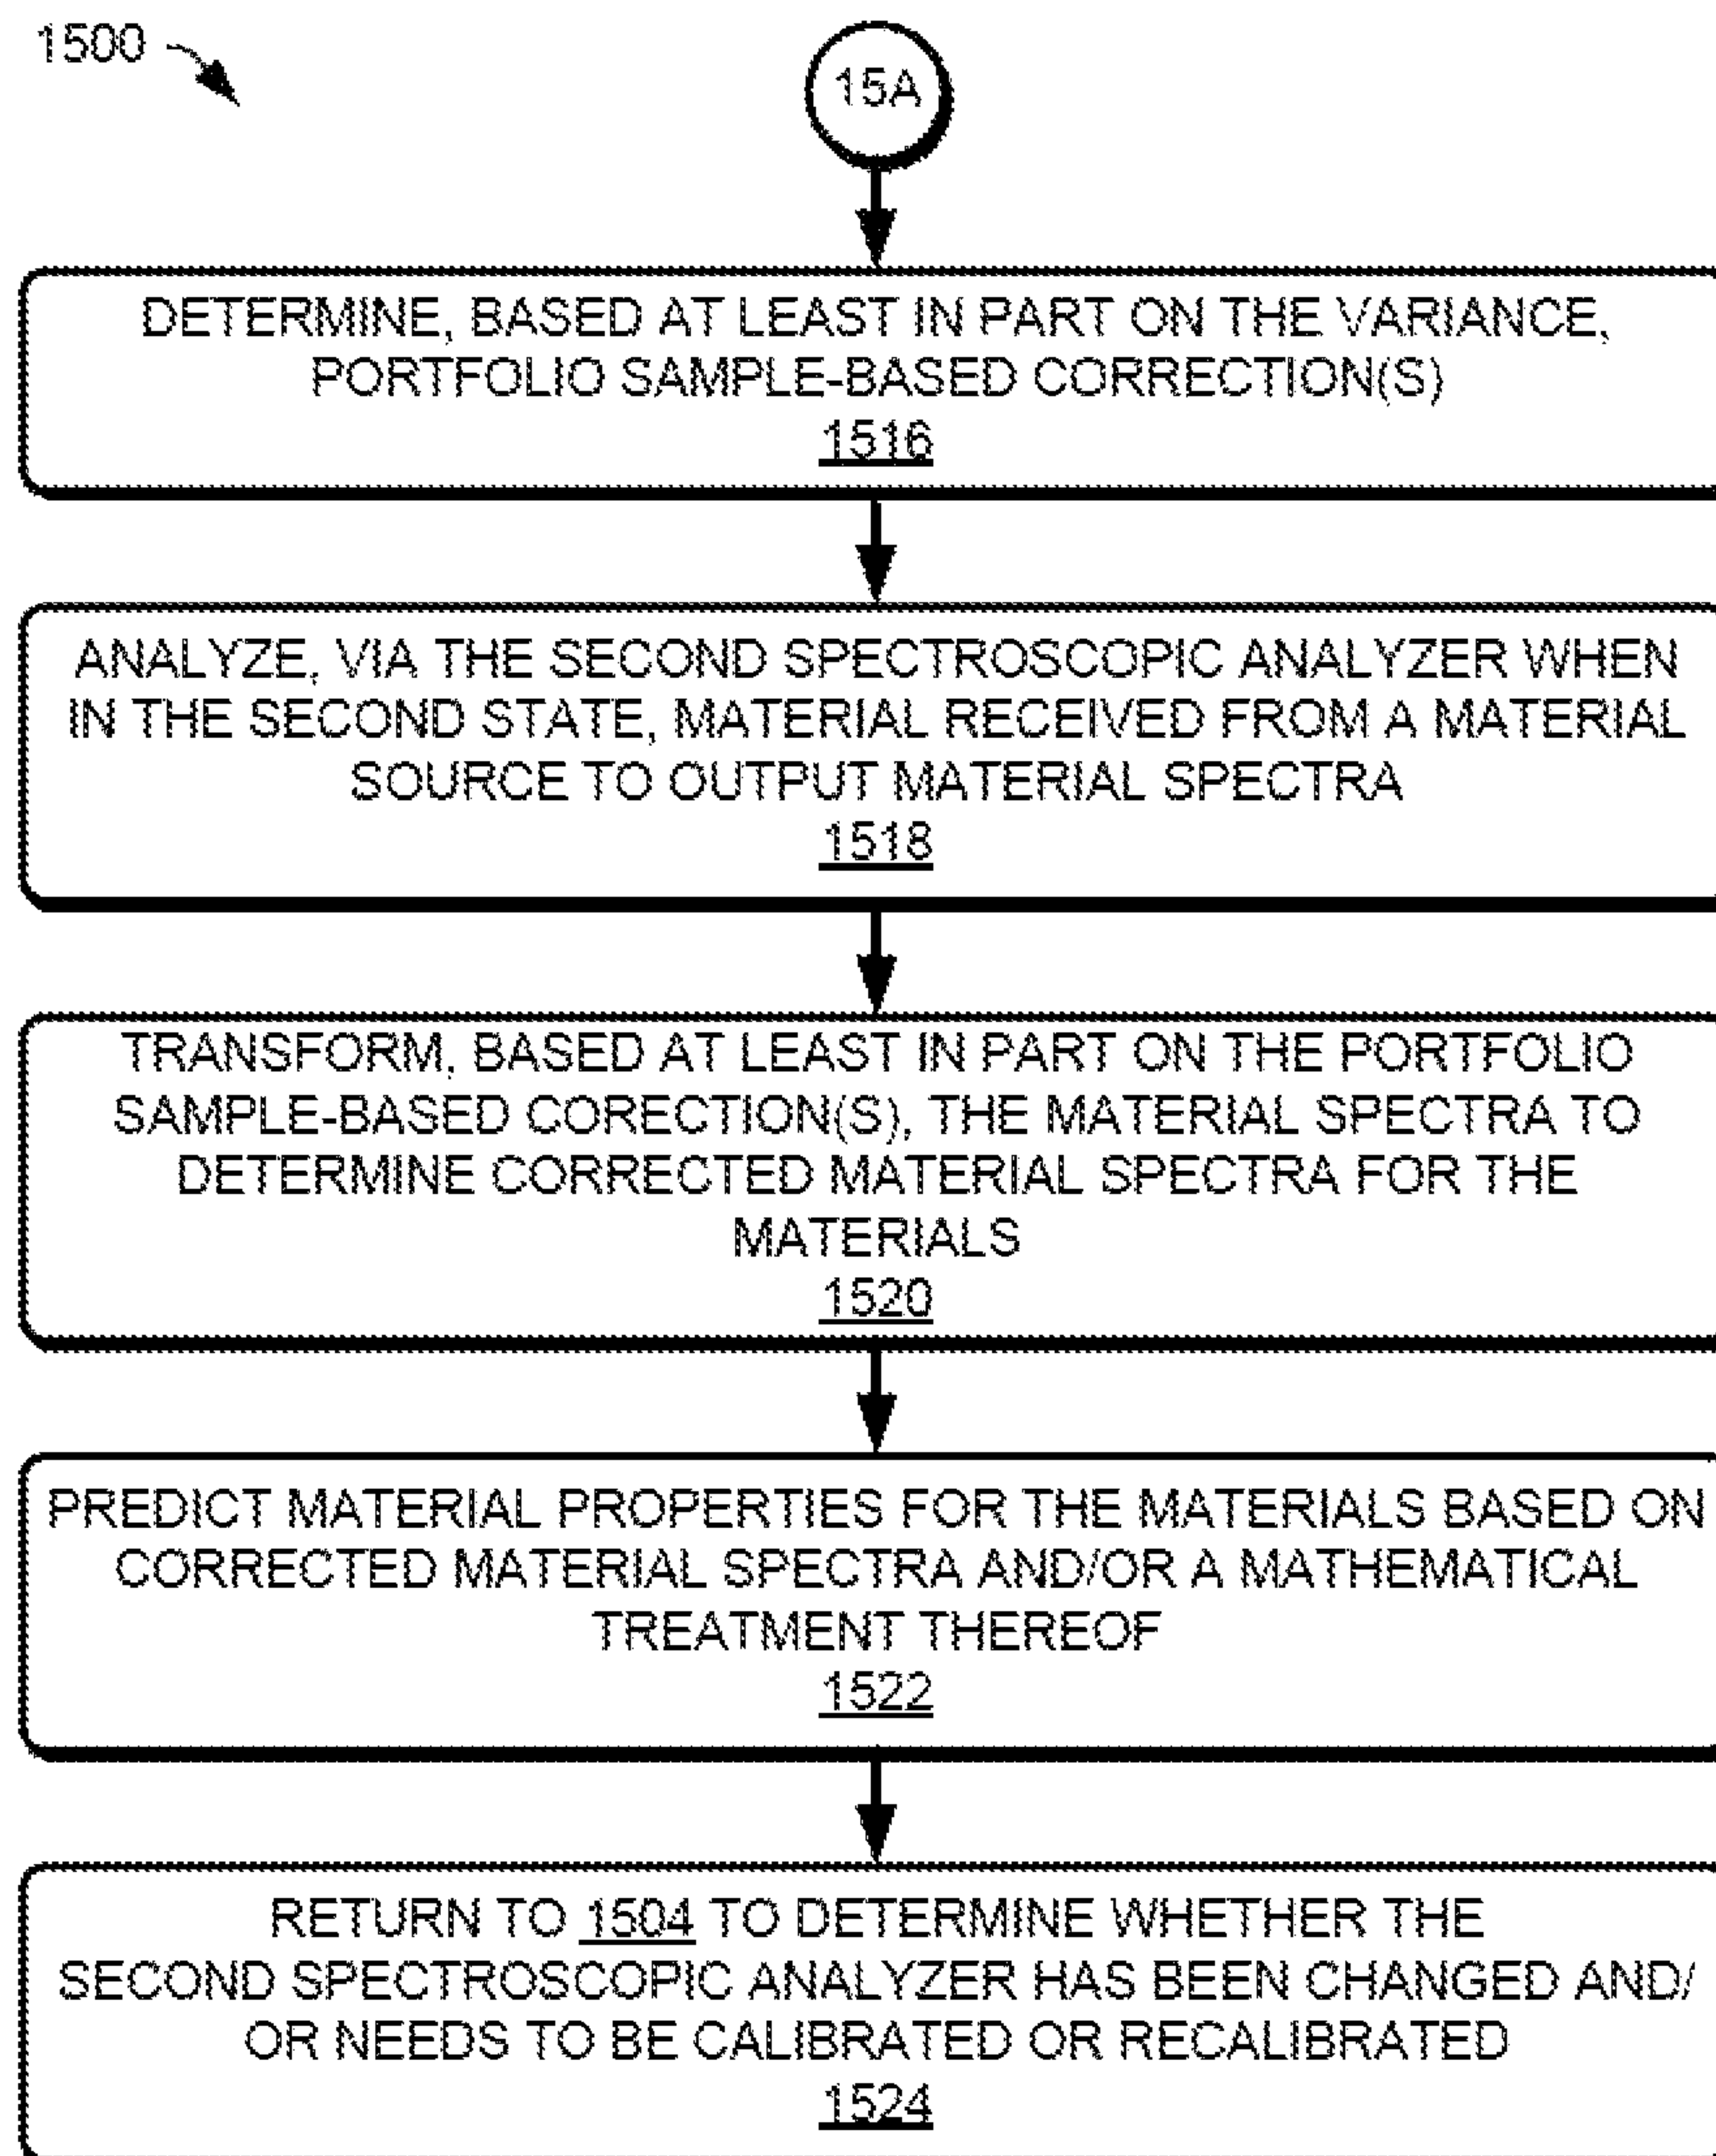 1500
15A
DETERMINE, BASED AT LEAST IN PART ON THE VARIANCE,
PORTFOLIO SAMPLE-BASED CORRECTION(S)
1516
ANALYZE, VIA THE SECOND SPECTROSCOPIC ANALYZER WHEN
IN THE SECOND STATE, MATERIAL RECEIVED FROM A MATERIAL
SOURCE TO OUTPUT MATERIAL SPECTRA
1518
TRANSFORM, BASED AT LEAST IN PART ON THE PORTFOLIO
SAMPLE-BASED CORECTION(S), THE MATERIAL SPECTRA TO
DETERMINE CORRECTED MATERIAL SPECTRA FOR THE
MATERIALS
1520
PREDICT MATERIAL PROPERTIES FOR THE MATERIALS BASED ON
CORRECTED MATERIAL SPECTRA AND/OR A MATHEMATICAL
TREATMENT THEREOF
1522
RETURN TO 1504 TO DETERMINE WHETHER THE
SECOND SPECTROSCOPIC ANALYZER HAS BEEN CHANGED AND/
OR NEEDS TO BE CALIBRATED OR RECALIBRATED
1524